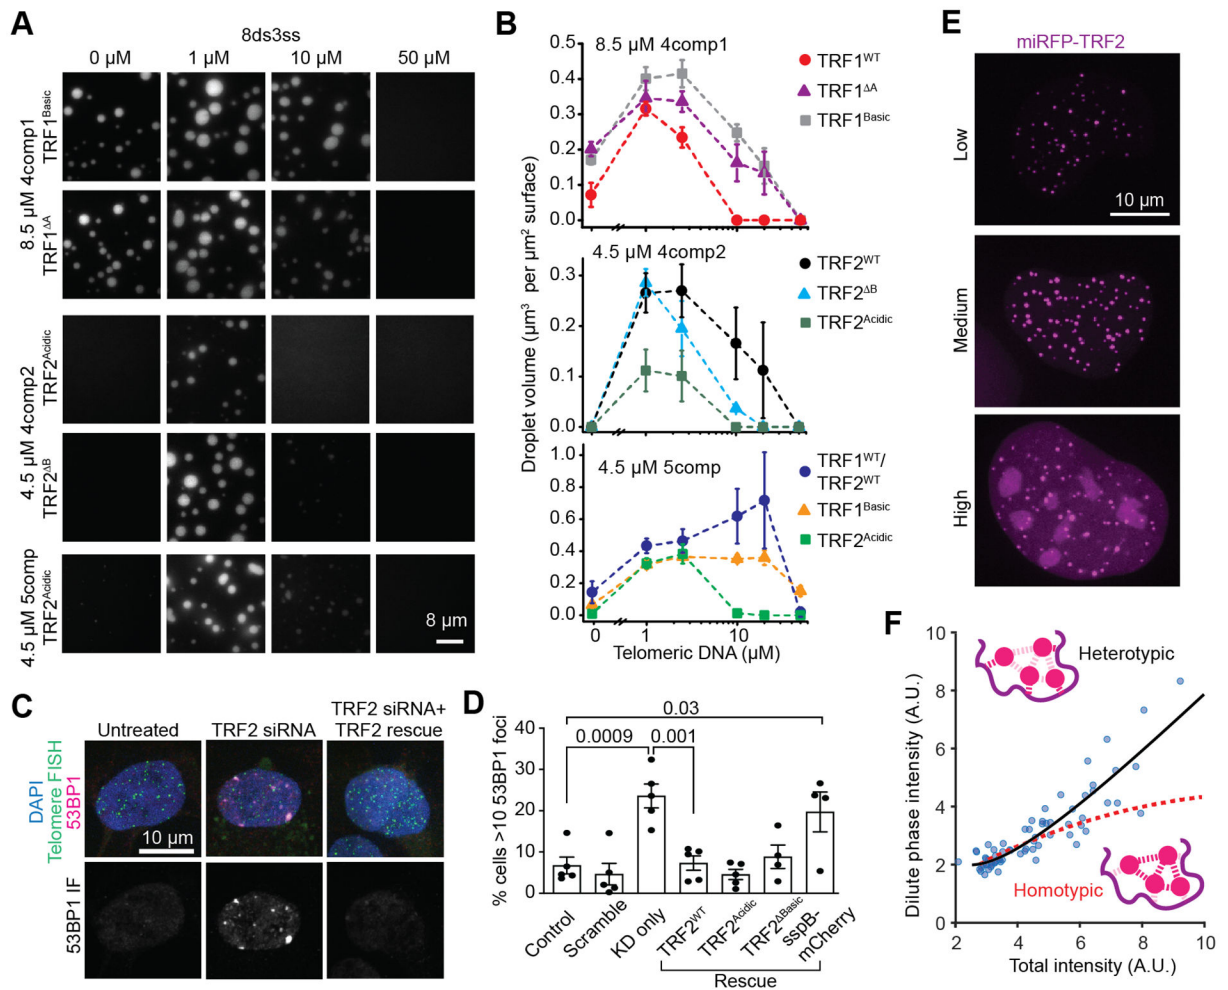 A
8ds3ss
0 µM
1 µM
10 µM
50 µM
8.5 µM 4comp1
TRF1Basic
TRF1ΔA
4.5 µM 4comp2
TRF2Acidic
TRF2ΔB
4.5 µM 5comp
TRF2Acidic
8 µm
B
Droplet volume (µm³ per µm² surface)
8.5 µM 4comp1
0.5
0.4
0.3
0.2
0.1
0.0
TRF1WT
TRF1ΔA
TRF1Basic
4.5 µM 4comp2
0.3
0.2
0.1
0.0
TRF2WT
TRF2ΔB
TRF2Acidic
4.5 µM 5comp
1.0
0.8
0.6
0.4
0.2
0.0
TRF1WT/
TRF2WT
TRF1Basic
TRF2Acidic
0
1
10
Telomeric DNA (µM)
C
Untreated
TRF2 siRNA
TRF2 siRNA+
TRF2 rescue
DAPI
Telomere FISH
53BP1
10 µm
53BP1 IF
D
% cells >10 53BP1 foci
40
30
20
10
0
0.03
0.0009
0.001
Control
Scramble
KD only
TRF2WT
TRF2Acidic
TRF2ΔBasic
sspB-
mCherry
Rescue
E
miRFP-TRF2
Low
10 µm
Medium
High
F
Dilute phase intensity (A.U.)
10
8
6
4
2
0
Heterotypic
Homotypic
2
4
6
8
10
Total intensity (A.U.)